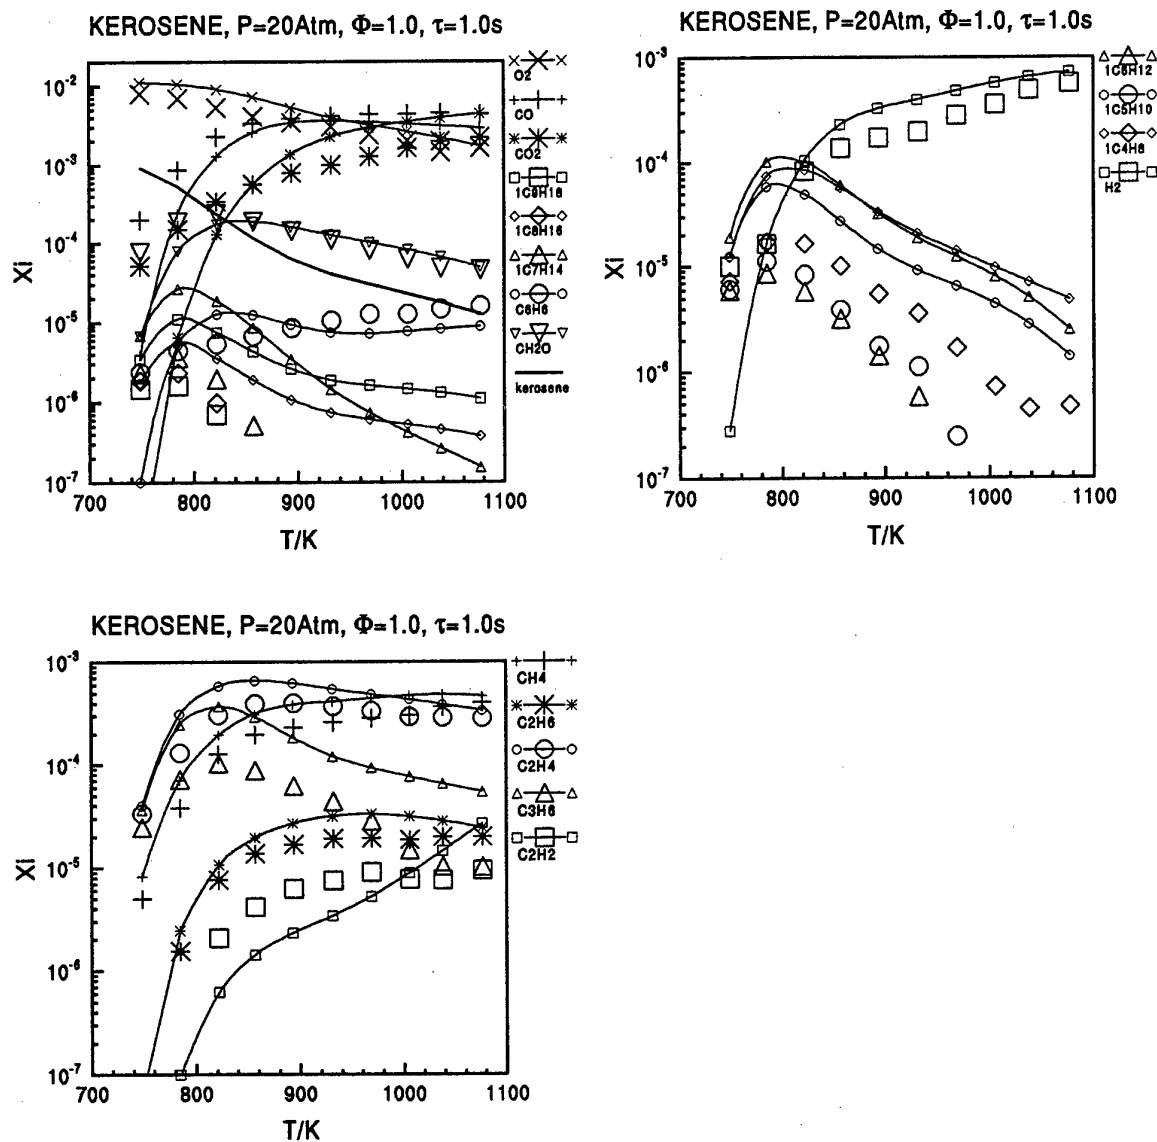 KEROSENE, P=20Atm, Φ=1.0, τ=1.0s
10⁻²
10⁻³
10⁻⁴
10⁻⁵
10⁻⁶
10⁻⁷
Xi
700 800 900 1000 1100
T/K
O2
CO
CO2
1C9H18
1C8H16
1C7H14
C6H6
CH2O
kerosene
KEROSENE, P=20Atm, Φ=1.0, τ=1.0s
10⁻³
10⁻⁴
10⁻⁵
10⁻⁶
10⁻⁷
Xi
700 800 900 1000 1100
T/K
1C6H12
1C5H10
1C4H8
H2
KEROSENE, P=20Atm, Φ=1.0, τ=1.0s
10⁻³
10⁻⁴
10⁻⁵
10⁻⁶
10⁻⁷
Xi
700 800 900 1000 1100
T/K
CH4
C2H6
C2H4
C3H6
C2H2